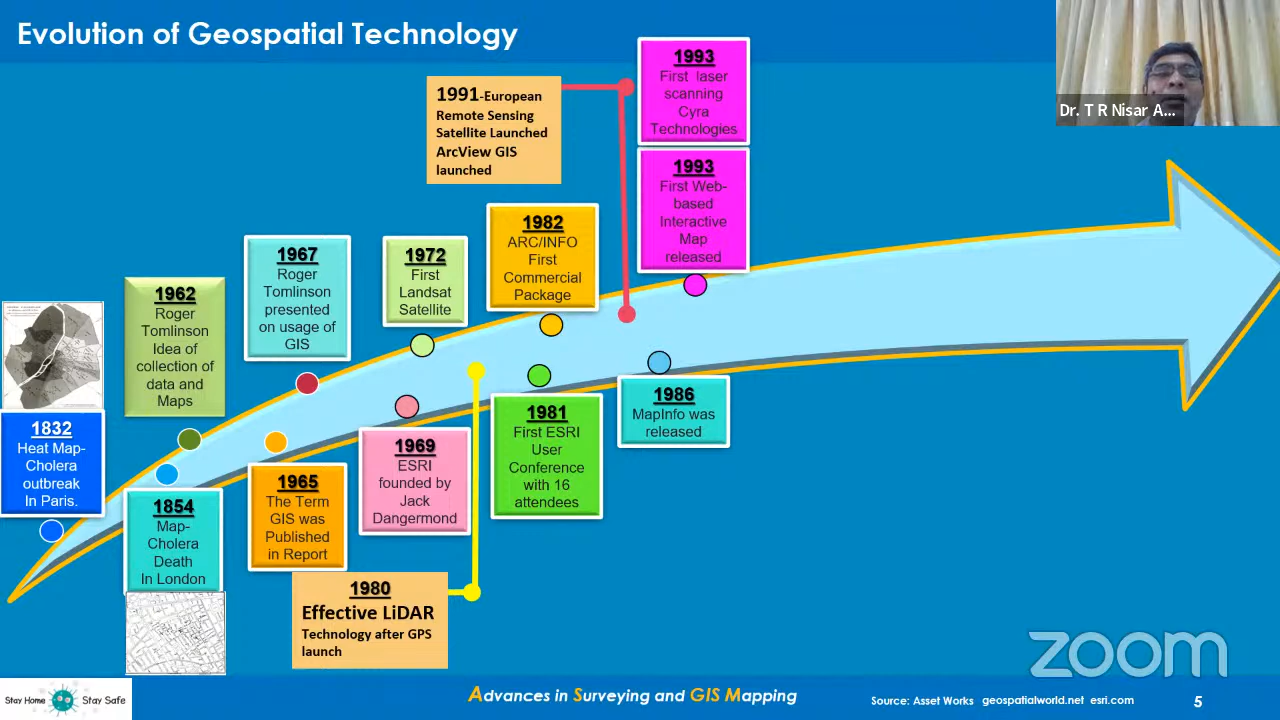 Evolution of Geospatial Technology
Dr. T R Nisar A...
1832
Heat Map-
Cholera
outbreak
In Paris.
1854
Map-
Cholera
Death
In London
1962
Roger
Tomlinson
Idea of
collection of
data and
Maps
1965
The Term
GIS was
Published
in Report
1967
Roger
Tomlinson
presented
on usage of
GIS
1969
ESRI
founded by
Jack
Dangermond
1972
First
Landsat
Satellite
1980
Effective LiDAR
Technology after GPS
launch
1981
First ESRI
User
Conference
with 16
attendees
1982
ARC/INFO
First
Commercial
Package
1986
MapInfo was
released
1991-European
Remote Sensing
Satellite Launched
ArcView GIS
launched
1993
First laser
scanning
Cyra
Technologies
1993
First Web-
based
Interactive
Map
released
zoom
Stay Home Stay Safe
Advances in Surveying and GIS Mapping
Source: Asset Works geospatialworld.net esri.com
5